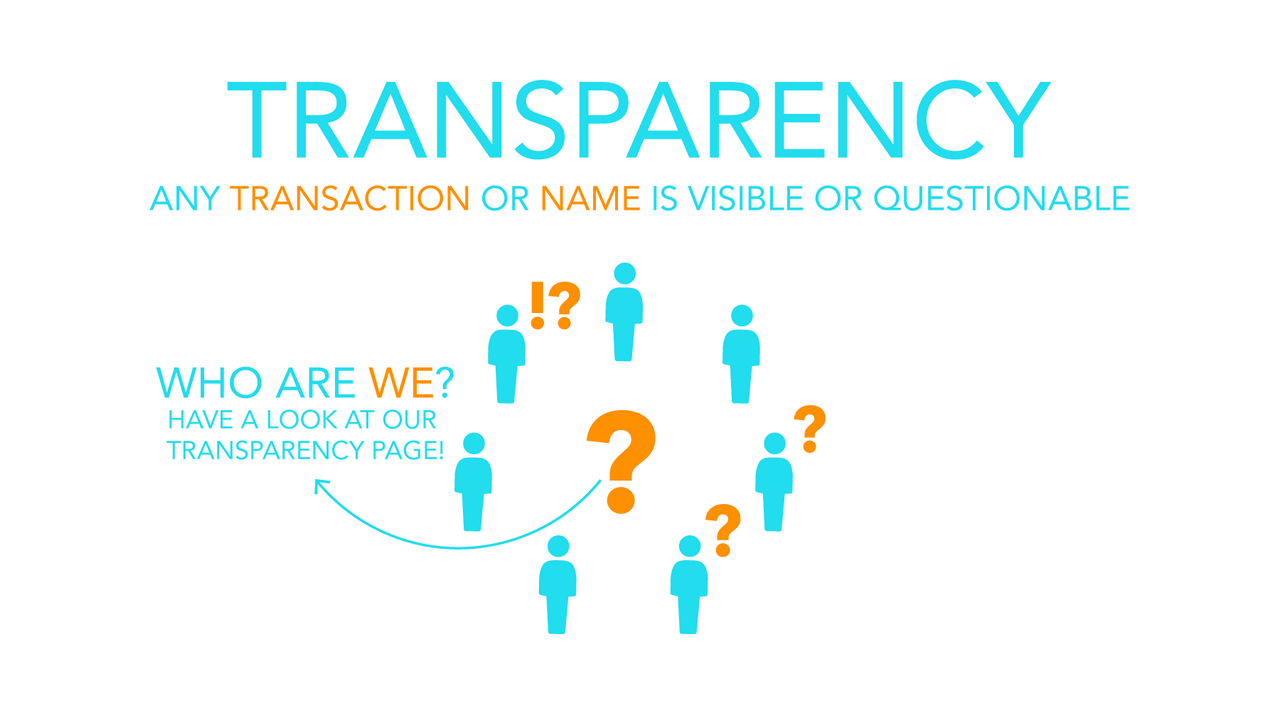 TRANSPARENCY
ANY TRANSACTION OR NAME IS VISIBLE OR QUESTIONABLE
!?
WHO ARE WE?
HAVE A LOOK AT OUR
TRANSPARENCY PAGE!
?
?
?